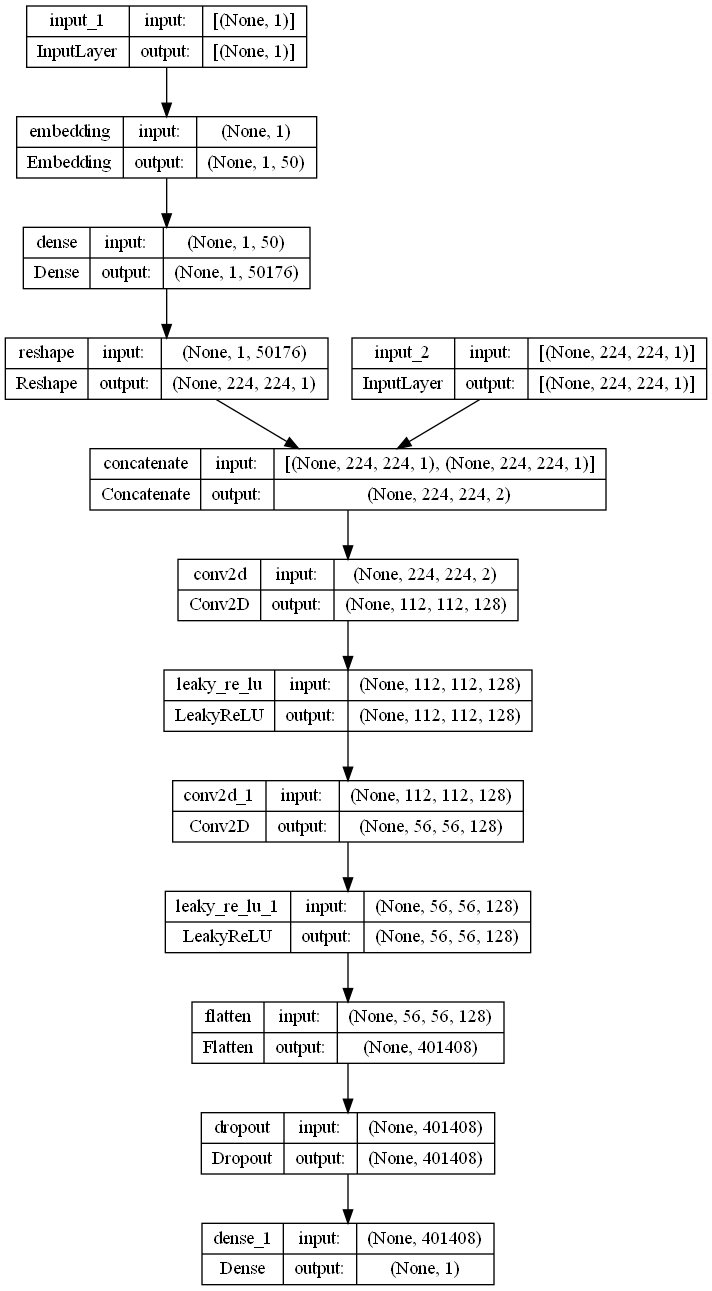 input_1 input: [(None, 1)]
InputLayer output: [(None, 1)]
embedding input: (None, 1)
Embedding output: (None, 1, 50)
dense input: (None, 1, 50)
Dense output: (None, 1, 50176)
reshape input: (None, 1, 50176)
Reshape output: (None, 224, 224, 1)
input_2 input: [(None, 224, 224, 1)]
InputLayer output: [(None, 224, 224, 1)]
concatenate input: [(None, 224, 224, 1), (None, 224, 224, 1)]
Concatenate output: (None, 224, 224, 2)
conv2d input: (None, 224, 224, 2)
Conv2D output: (None, 112, 112, 128)
leaky_re_lu input: (None, 112, 112, 128)
LeakyReLU output: (None, 112, 112, 128)
conv2d_1 input: (None, 112, 112, 128)
Conv2D output: (None, 56, 56, 128)
leaky_re_lu_1 input: (None, 56, 56, 128)
LeakyReLU output: (None, 56, 56, 128)
flatten input: (None, 56, 56, 128)
Flatten output: (None, 401408)
dropout input: (None, 401408)
Dropout output: (None, 401408)
dense_1 input: (None, 401408)
Dense output: (None, 1)